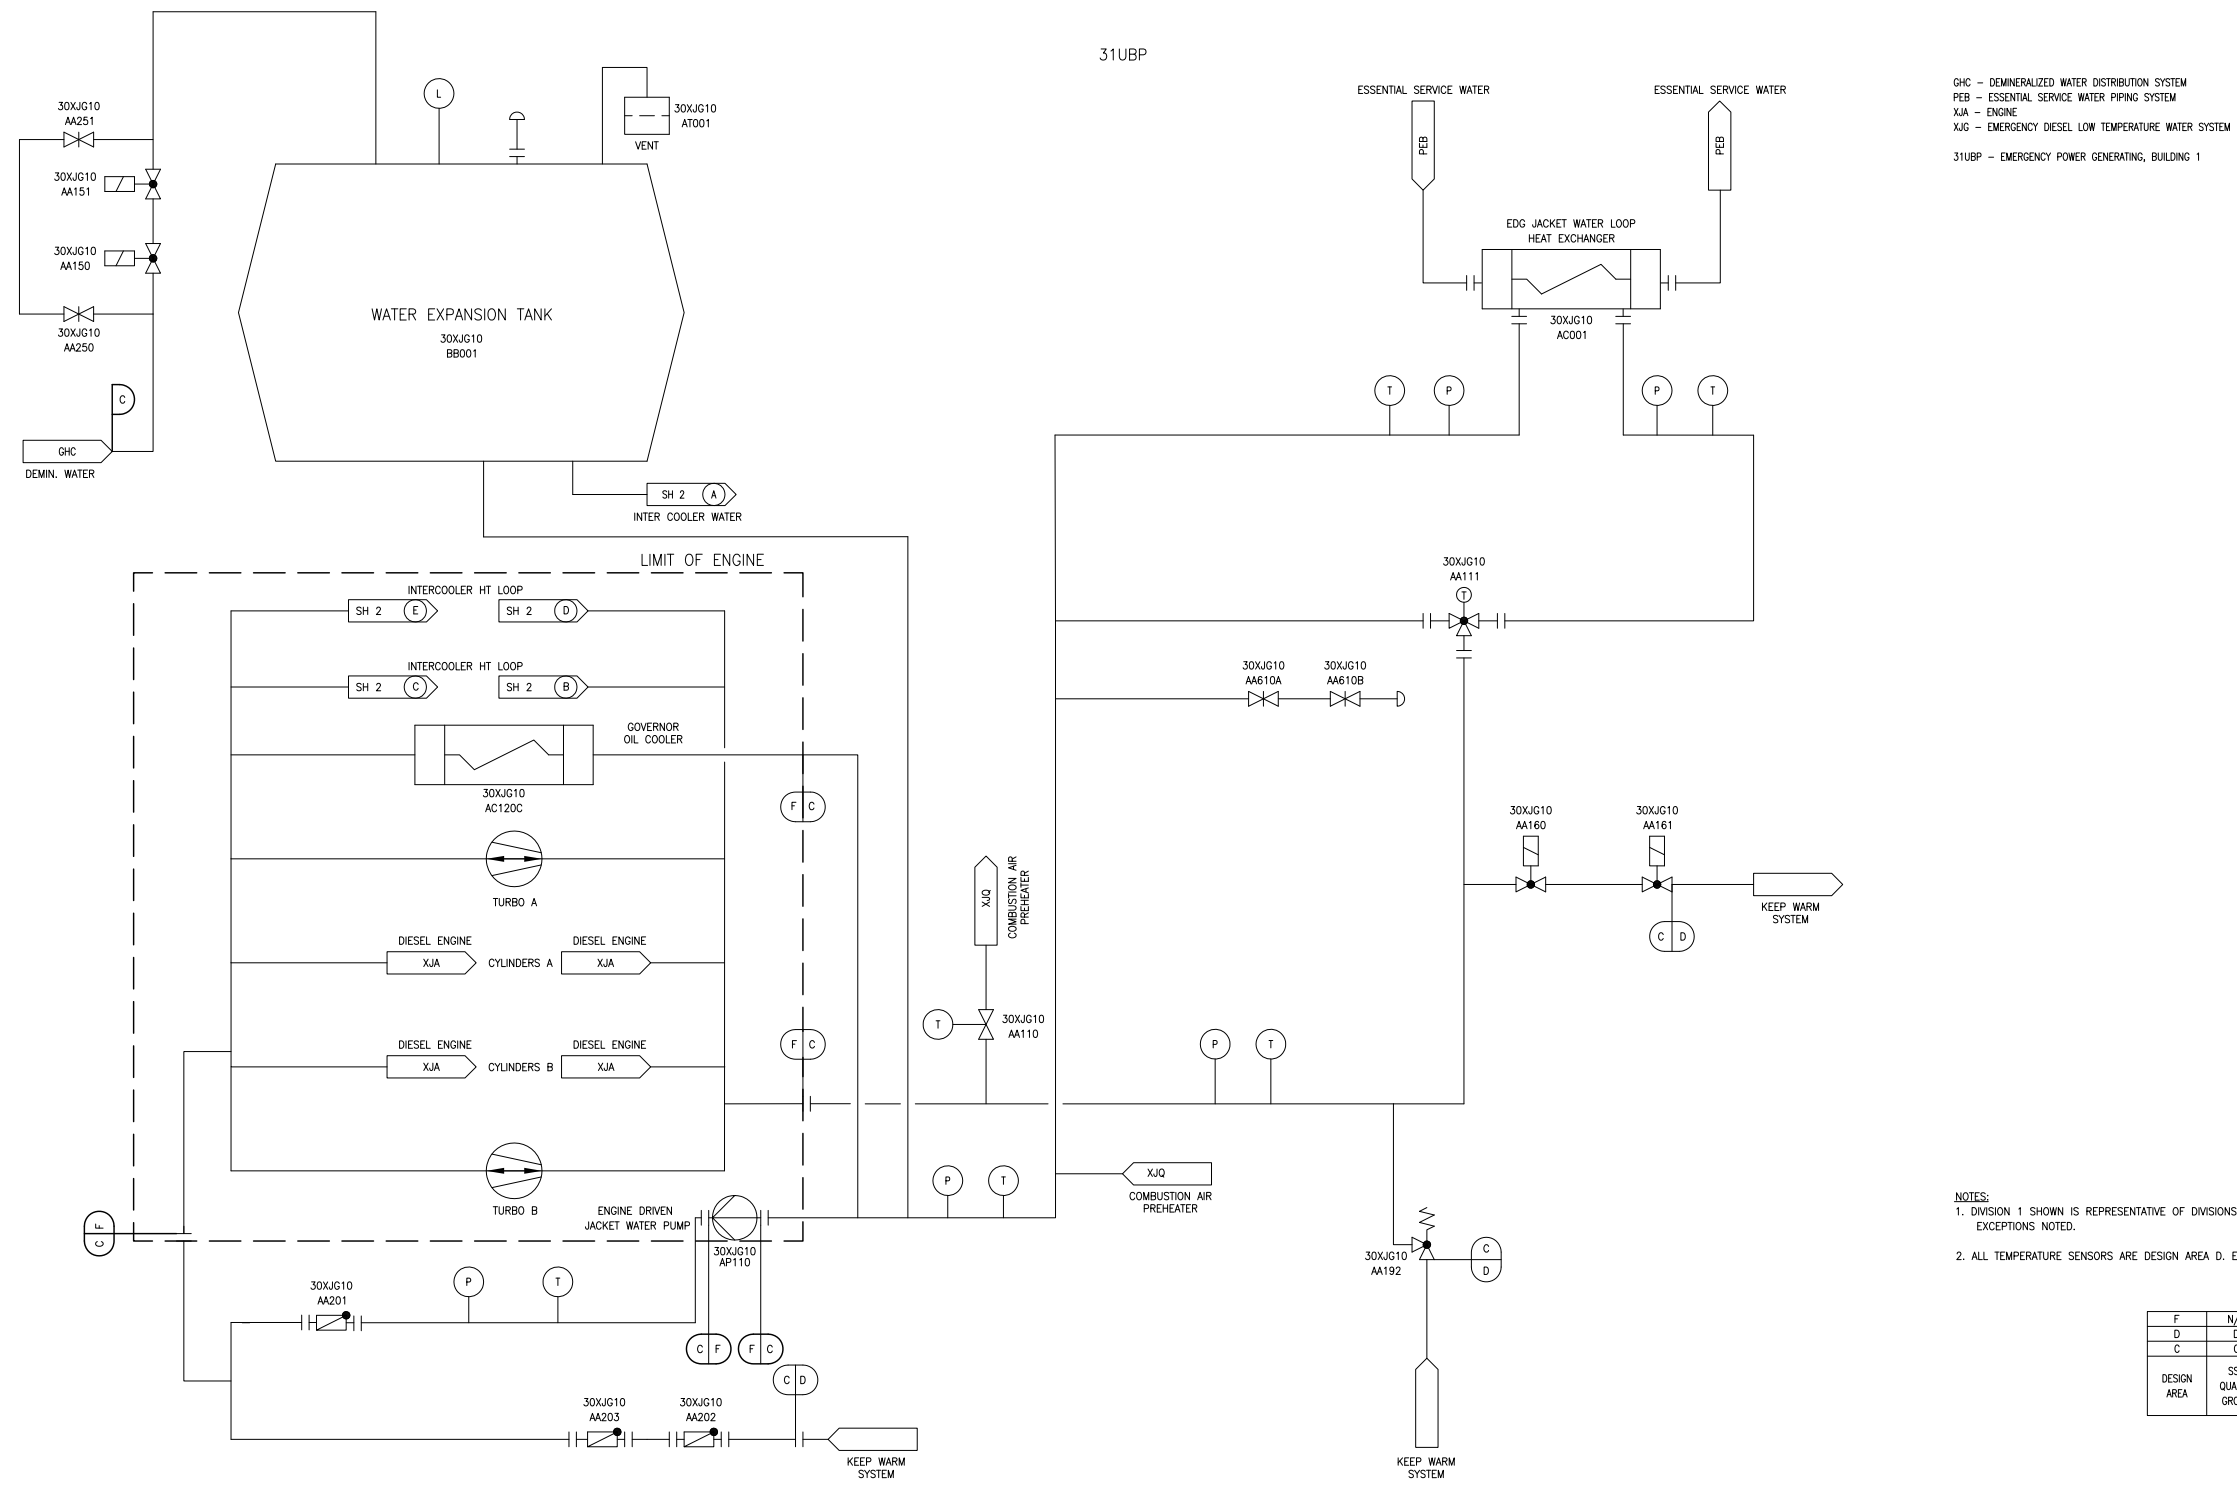 31UBP
GHC – DEMINERALIZED WATER DISTRIBUTION SYSTEM
PEB – ESSENTIAL SERVICE WATER PIPING SYSTEM
XJA – ENGINE
XJG – EMERGENCY DIESEL LOW TEMPERATURE WATER SYSTEM
31UBP – EMERGENCY POWER GENERATING, BUILDING 1
30XJG10
AA251
30XJG10
AA151
30XJG10
AA150
30XJG10
AA250
C
GHC
DEMIN. WATER
L
30XJG10
AT001
VENT
WATER EXPANSION TANK
30XJG10
BB001
SH 2 A
INTER COOLER WATER
ESSENTIAL SERVICE WATER
PEB
ESSENTIAL SERVICE WATER
PEB
EDG JACKET WATER LOOP
HEAT EXCHANGER
30XJG10
AC001
T
P
P
T
LIMIT OF ENGINE
INTERCOOLER HT LOOP
SH 2 E
SH 2 D
INTERCOOLER HT LOOP
SH 2 C
SH 2 B
GOVERNOR
OIL COOLER
30XJG10
AC120C
F C
TURBO A
DIESEL ENGINE
XJA
CYLINDERS A
DIESEL ENGINE
XJA
DIESEL ENGINE
XJA
CYLINDERS B
DIESEL ENGINE
XJA
F C
TURBO B
ENGINE DRIVEN
JACKET WATER PUMP
30XJG10
AP110
F
C
30XJG10
AA201
P
T
C F
F C
C D
30XJG10
AA203
30XJG10
AA202
KEEP WARM
SYSTEM
30XJG10
AA111
T
30XJG10
AA610A
30XJG10
AA610B
30XJG10
AA160
30XJG10
AA161
C D
KEEP WARM
SYSTEM
XJQ
COMBUSTION AIR
PREHEATER
T
30XJG10
AA110
P
T
P
T
XJQ
COMBUSTION AIR
PREHEATER
30XJG10
AA192
C
D
KEEP WARM
SYSTEM
NOTES:
1. DIVISION 1 SHOWN IS REPRESENTATIVE OF DIVISIONS
EXCEPTIONS NOTED.
2. ALL TEMPERATURE SENSORS ARE DESIGN AREA D.
F
D
C
DESIGN
AREA